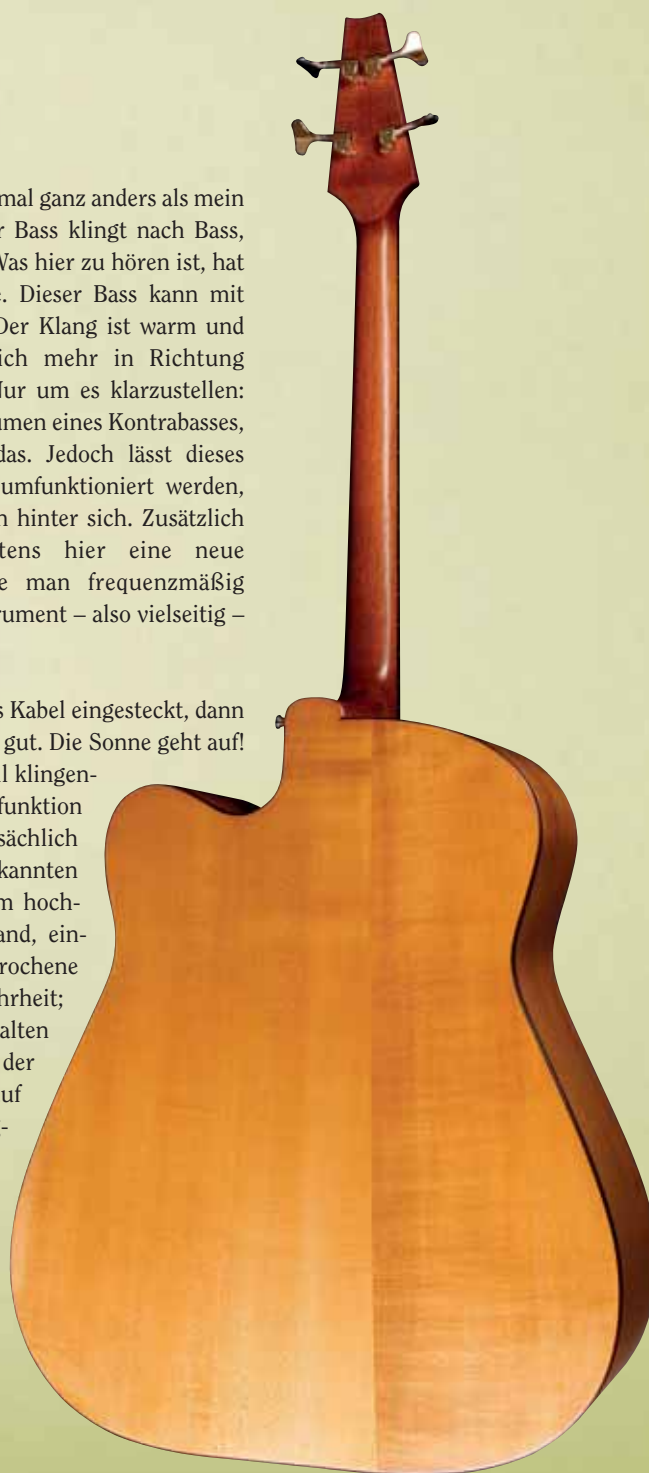 mal ganz anders als mein
r Bass klingt nach Bass,
Was hier zu hören ist, hat
e. Dieser Bass kann mit
Der Klang ist warm und
ich mehr in Richtung
Nur um es klarzustellen:
umen eines Kontrabasses,
das. Jedoch lässt dieses
umfunktioniert werden,
n hinter sich. Zusätzlich
tens hier eine neue
e man frequenzmäßig
rument – also vielseitig –
s Kabel eingesteckt, dann
gut. Die Sonne geht auf!
l klingen-
funktion
sächlich
kannten
m hoch-
and, ein-
rochene
hrheit;
alten
der
uf
-